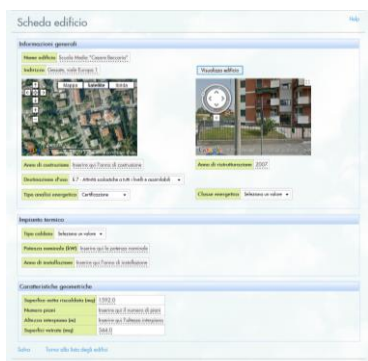 Scheda edificio
Help
Informazioni generali
Nome edificio Scuola Media "Cesare Beccaria"
Indirizzo Gessate, viale Europa 1
Visualizza edificio
Mappa Satellite Ibrida
Anno di costruzione Inserire qui l'anno di costruzione
Anno di ristrutturazione 2007
Destinazione d'uso E.7 - Attività scolastiche a tutti i livelli e assimilabili
Tipo analisi energetica Certificazione
Classe energetica Seleziona un valore
Impianto termico
Tipo caldaia Seleziona un valore
Potenza nominale (kW) Inserire qui la potenza nominale
Anno di installazione Inserire qui l'anno di installazione
Caratteristiche geometriche
Superficie netta riscaldata (mq) 1592.0
Numero piani Inserire qui il numero di piani
Altezza interpiano (m) Inserire qui l'altezza interpiano
Superfici vetrate (mq)
Salva Torna alla lista degli edifici